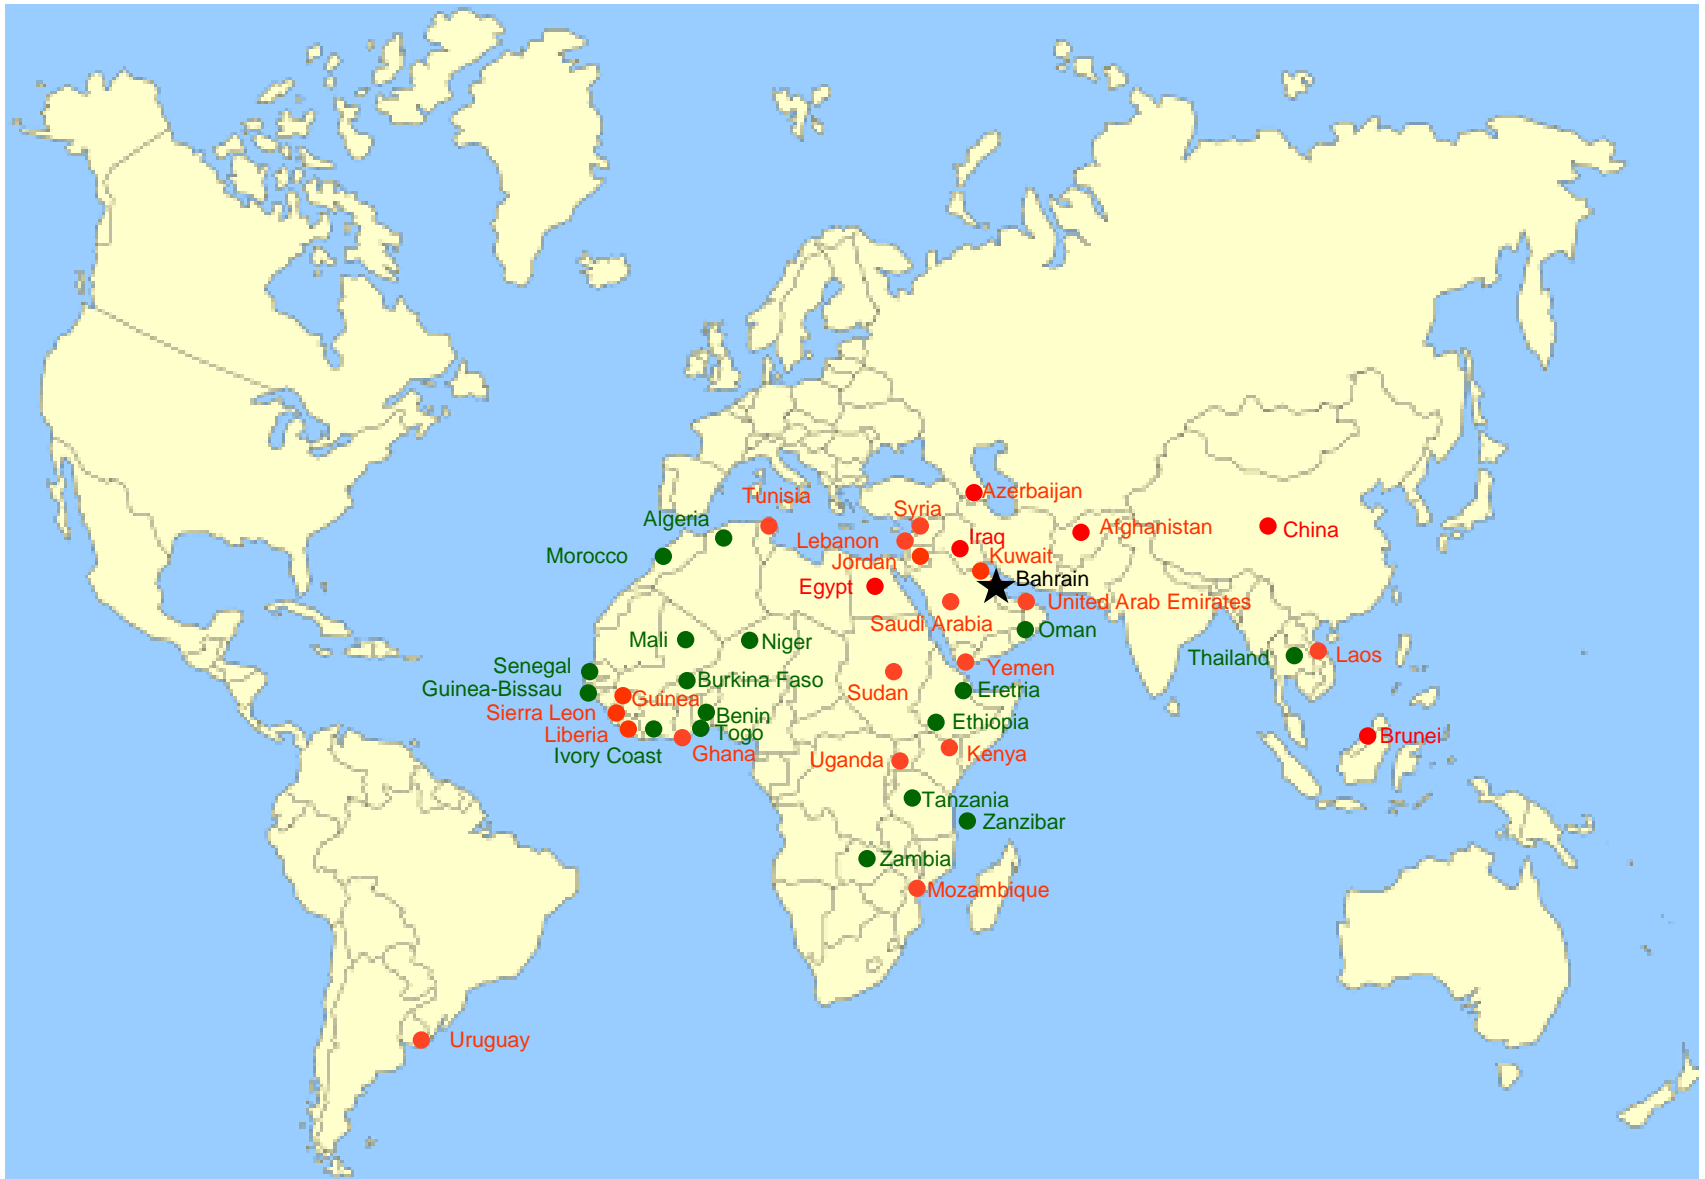 Azerbaijan
Tunisia
Syria
Algeria
Afghanistan
China
Lebanon
Iraq
Morocco
Kuwait
Jordan
Bahrain
Egypt
United Arab Emirates
Saudi Arabia
Oman
Mali
Niger
Laos
Thailand
Senegal
Yemen
Burkina Faso
Guinea-Bissau
Eretria
Sudan
Guinea
Sierra Leon
Benin
Ethiopia
Liberia
Togo
Brunei
Ivory Coast
Ghana
Kenya
Uganda
Tanzania
Zanzibar
Zambia
Mozambique
Uruguay